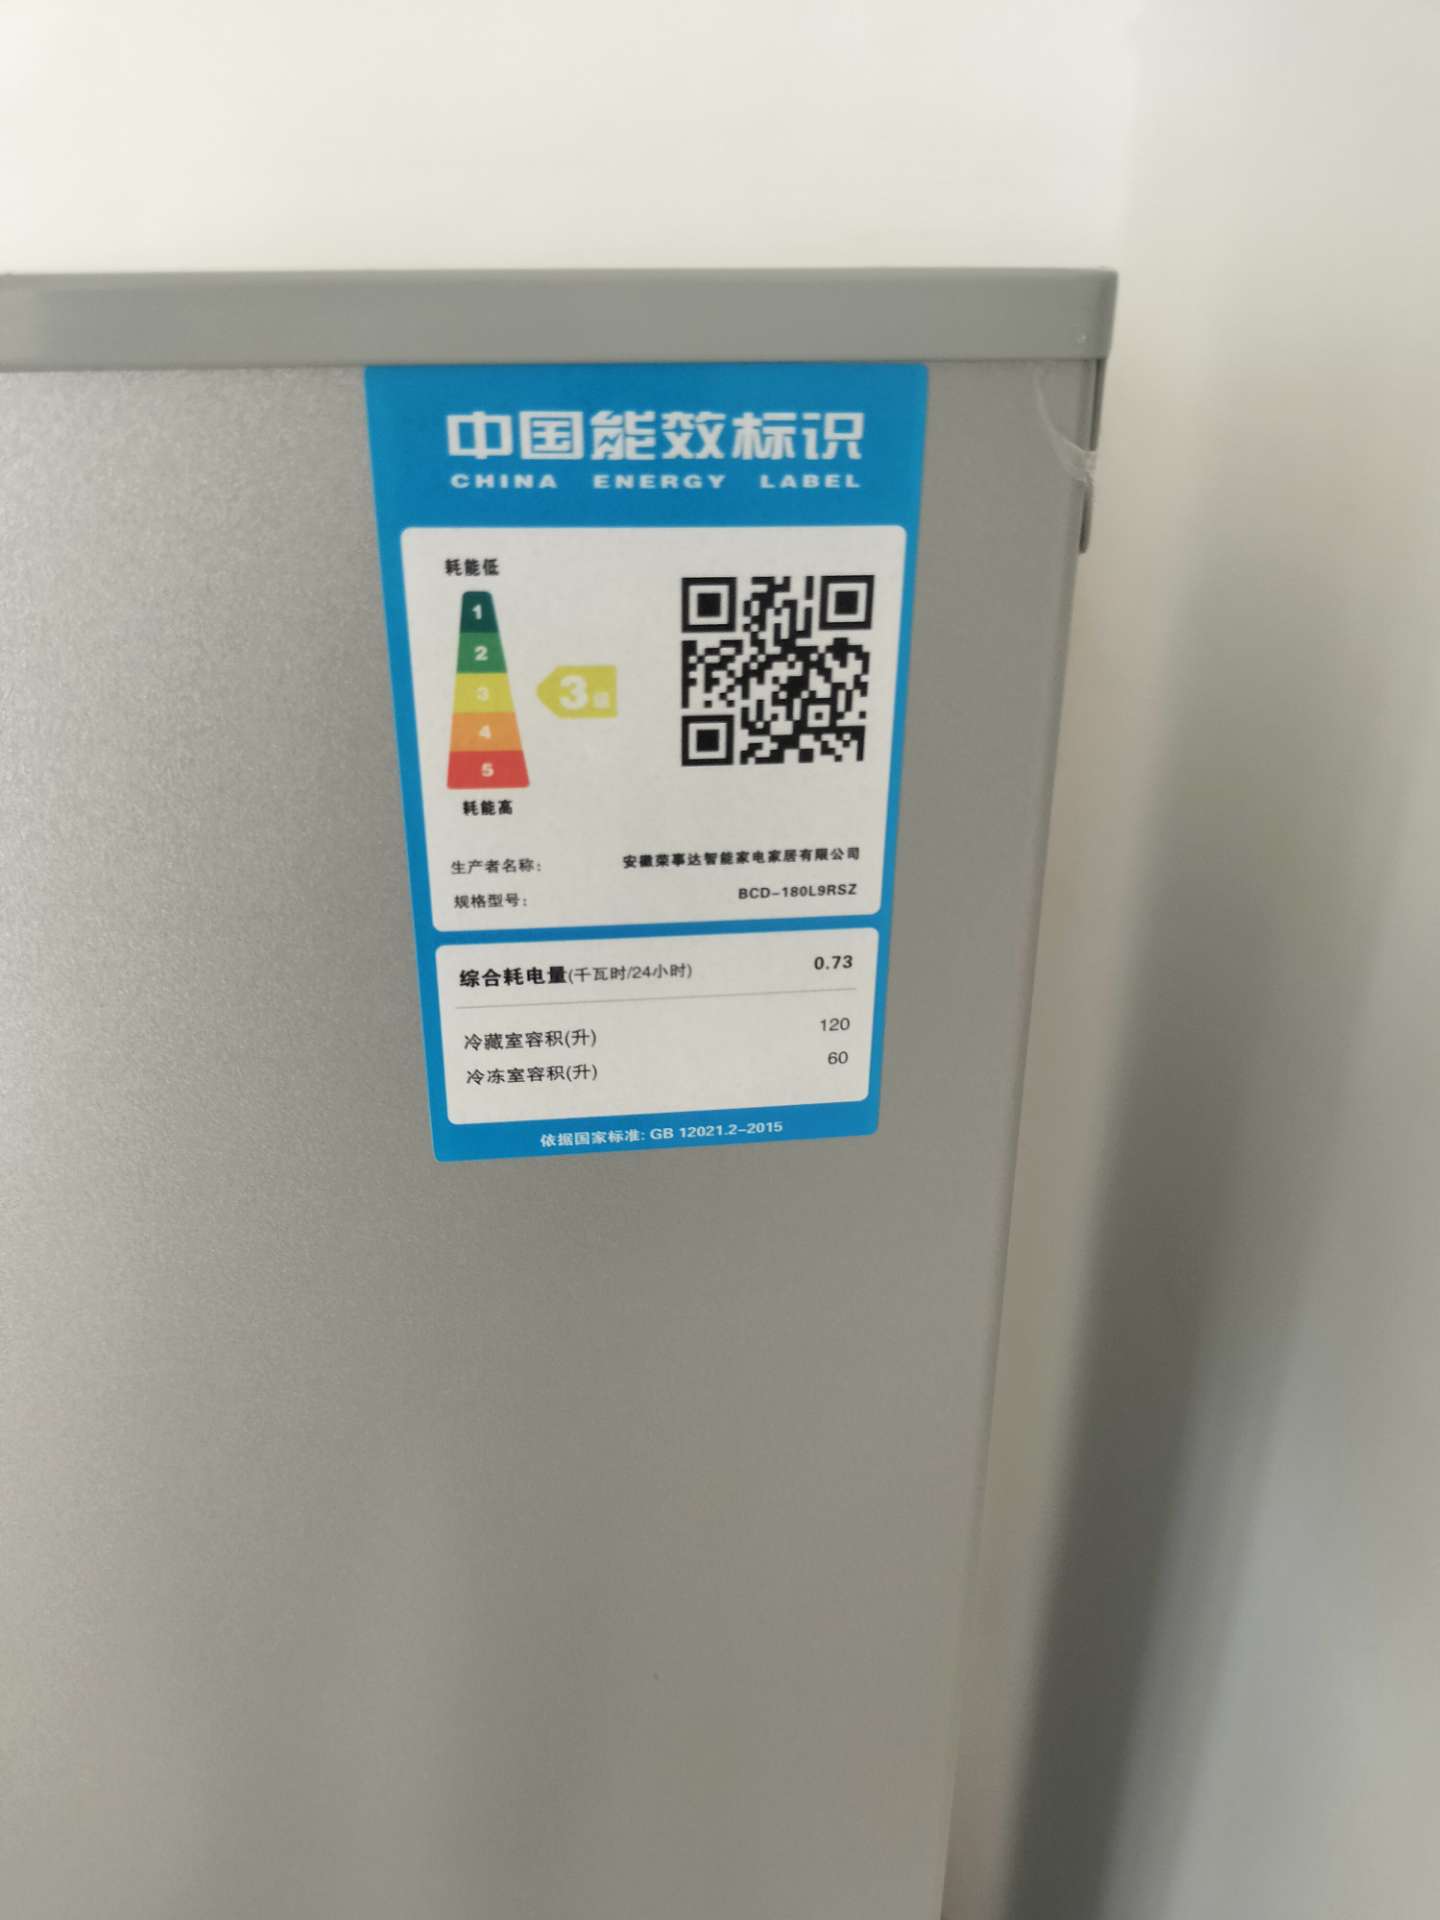 中国能效标识
CHINA ENERGY LABEL
耗能低
1
2
3
4
5
3级
耗能高
生产者名称: 安徽荣事达智能家电家居有限公司
规格型号: BCD-180L9RSZ
综合耗电量(千瓦时/24小时) 0.73
冷藏室容积(升) 120
冷冻室容积(升) 60
依据国家标准: GB 12021.2-2015